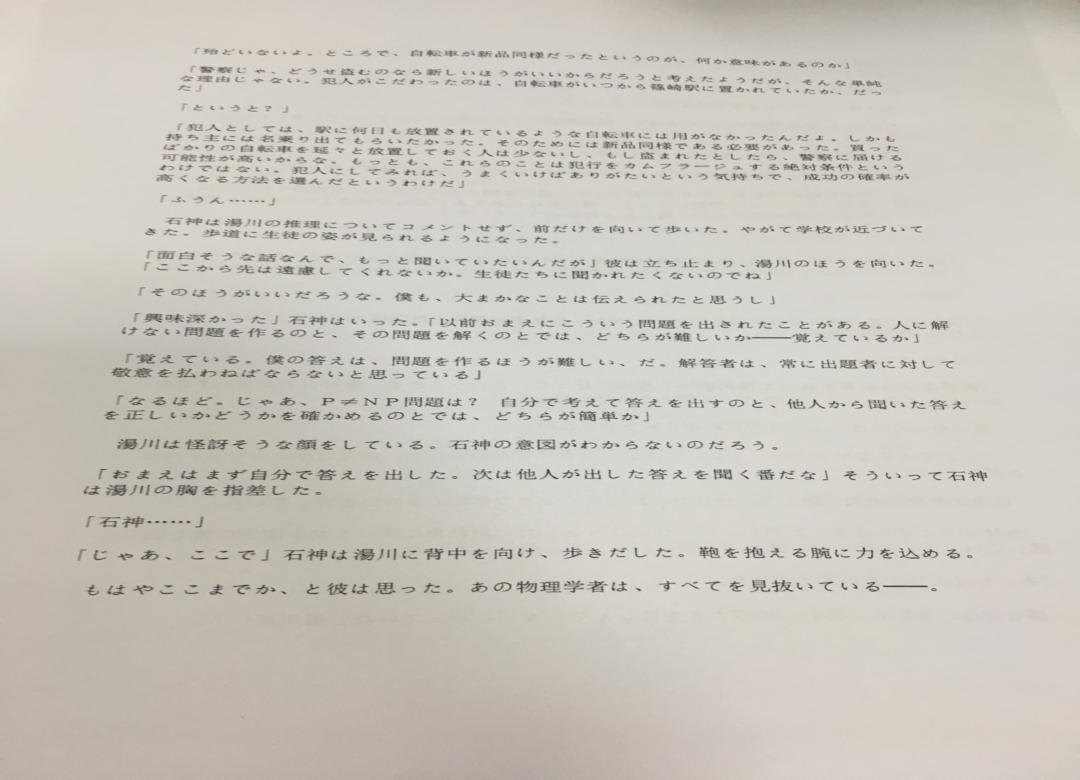 「殆どいないよ。ところで、自転車が新品同様だったというのが、何か意味があるのか」
「警察じゃ、どうせ盗むのなら新しいほうがいいからだろうと考えたようだが、そんな単純
な理由じゃない。犯人がこだわったのは、自転車がいつから篠崎駅に置かれていたか、だっ
た」
「というと?」
「犯人としては、駅に何日も放置されているような自転車には用がなかったんだよ。しかも
持ち主には名乗り出てもらいたかった。そのためには新品同様である必要があった。買った
ばかりの自転車を延々と放置しておく人は少ないし、もし盗まれたとしたら、警察に届ける
可能性が高いからな。もっとも、これらのことは犯行をカムフラージュする絶対条件という
わけではない。犯人にしてみれば、うまくいけばありがたいという気持ちで、成功の確率が
高くなる方法を選んだというわけだ」
「ふうん……」
石神は湯川の推理についてコメントせず、前だけを向いて歩いた。やがて学校が近づいて
きた。歩道に生徒の姿が見られるようになった。
「面白そうな話なんで、もっと聞いていたいんだが」彼は立ち止まり、湯川のほうを向いた。
「ここから先は遠慮してくれないか。生徒たちに聞かれたくないのでね」
「そのほうがいいだろうな。僕も、大まかなことは伝えられたと思うし」
「興味深かった」石神はいった。「以前おまえにこういう問題を出されたことがある。人に解
けない問題を作るのと、その問題を解くのとでは、どちらが難しいか――覚えているか」
「覚えている。僕の答えは、問題を作るほうが難しい、だ。解答者は、常に出題者に対して
敬意を払わねばならないと思っている」
「なるほど。じゃあ、P≠NP問題は? 自分で考えて答えを出すのと、他人から聞いた答え
を正しいかどうかを確かめるのとでは、どちらが簡単か」
湯川は怪訝そうな顔をしている。石神の意図がわからないのだろう。
「おまえはまず自分で答えを出した。次は他人が出した答えを聞く番だな」そういって石神
は湯川の胸を指差した。
「石神……」
「じゃあ、ここで」石神は湯川に背中を向け、歩きだした。鞄を抱える腕に力を込める。
もはやここまでか、と彼は思った。あの物理学者は、すべてを見抜いている――。